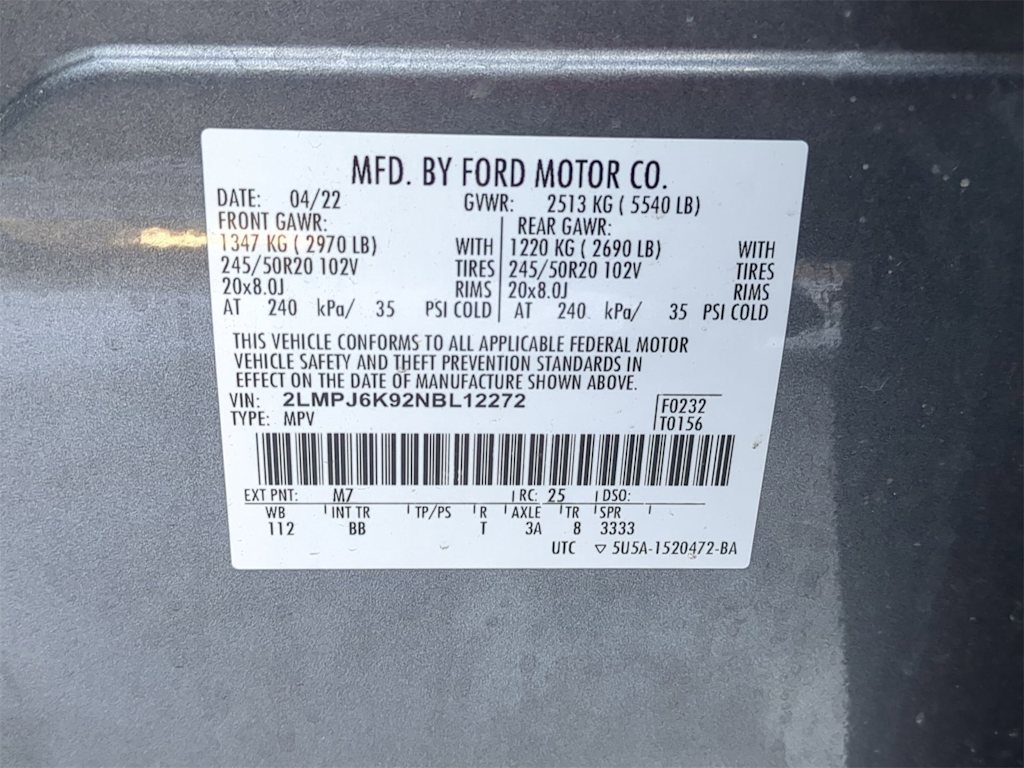 MFD. BY FORD MOTOR CO.
DATE: 04/22 GVWR: 2513 KG ( 5540 LB)
FRONT GAWR: REAR GAWR:
1347 KG ( 2970 LB) WITH 1220 KG ( 2690 LB) WITH
245/50R20 102V TIRES 245/50R20 102V TIRES
20x8.0J RIMS 20x8.0J RIMS
AT 240 kPa/ 35 PSI COLD AT 240 kPa/ 35 PSI COLD
THIS VEHICLE CONFORMS TO ALL APPLICABLE FEDERAL MOTOR
VEHICLE SAFETY AND THEFT PREVENTION STANDARDS IN
EFFECT ON THE DATE OF MANUFACTURE SHOWN ABOVE.
VIN: 2LMPJ6K92NBL12272 F0232
TYPE: MPV T0156
EXT PNT: M7 RC: 25 DSO:
WB INT TR TP/PS R AXLE TR SPR
112 BB T 3A 8 3333
UTC ▽ 5U5A-1520472-BA